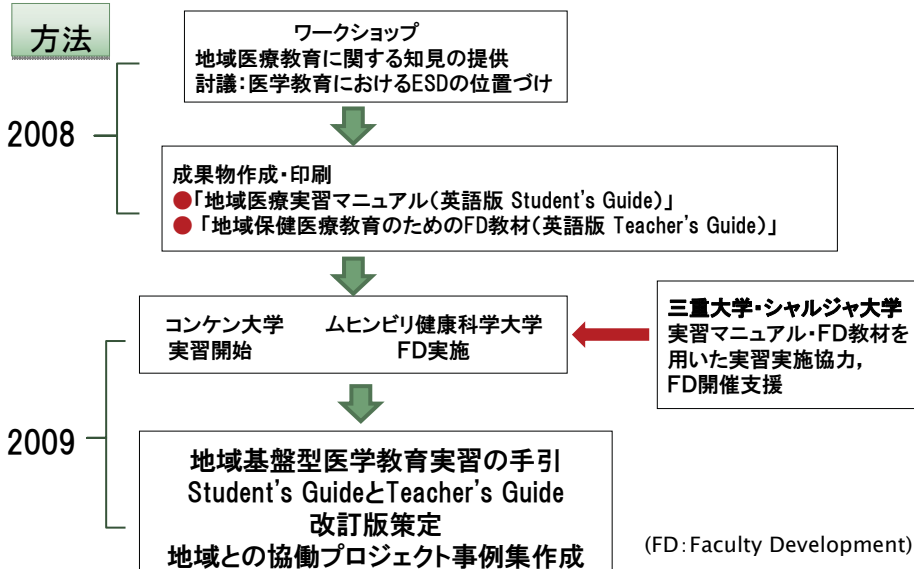 方法
ワークショップ
地域医療教育に関する知見の提供
討議：医学教育におけるESDの位置づけ
2008
成果物作成・印刷
●「地域医療実習マニュアル（英語版 Student's Guide）」
●「地域保健医療教育のためのFD教材（英語版 Teacher's Guide）」
コンケン大学 ムヒンビリ健康科学大学
実習開始 FD実施
三重大学・シャルジャ大学
実習マニュアル・FD教材を
用いた実習実施協力，
FD開催支援
2009
地域基盤型医学教育実習の手引
Student's GuideとTeacher's Guide
改訂版策定
地域との協働プロジェクト事例集作成
(FD：Faculty Development)